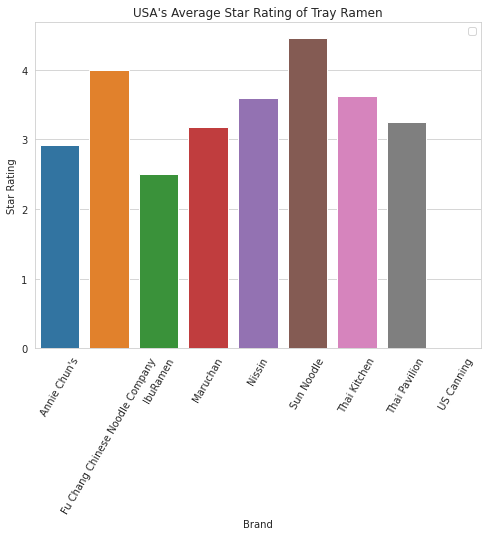 USA's Average Star Rating of Tray Ramen
4
3
2
1
0
Star Rating
Annie Chun's
Fu Chang Chinese Noodle Company
IbuRamen
Maruchan
Nissin
Sun Noodle
Thai Kitchen
Thai Pavilion
US Canning
Brand